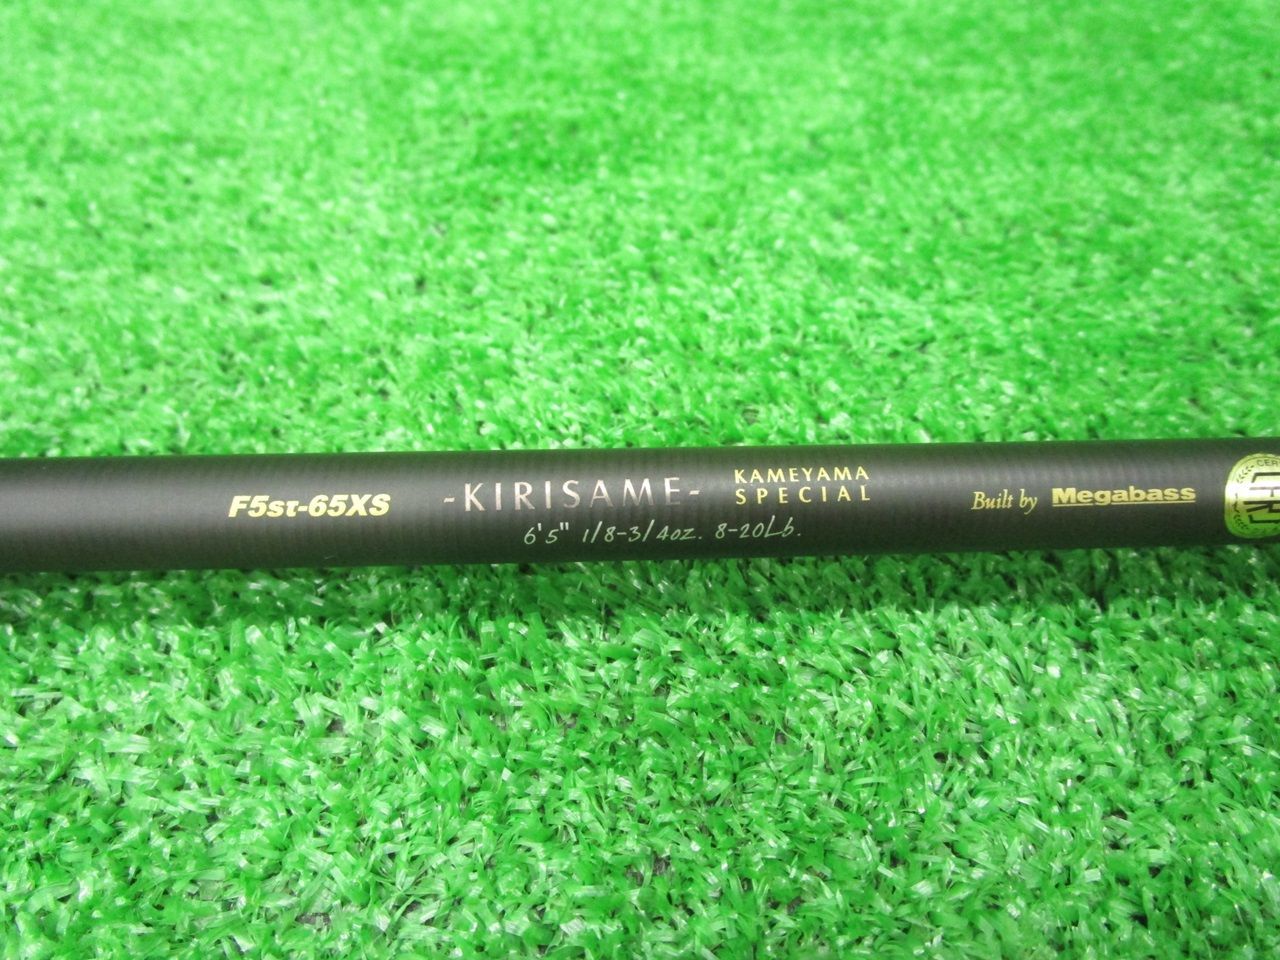 F5st-65XS
-KIRISAME-
KAMEYAMA
SPECIAL
6'5" 1/8-3/4oz. 8-20Lb.
Built by Megabass